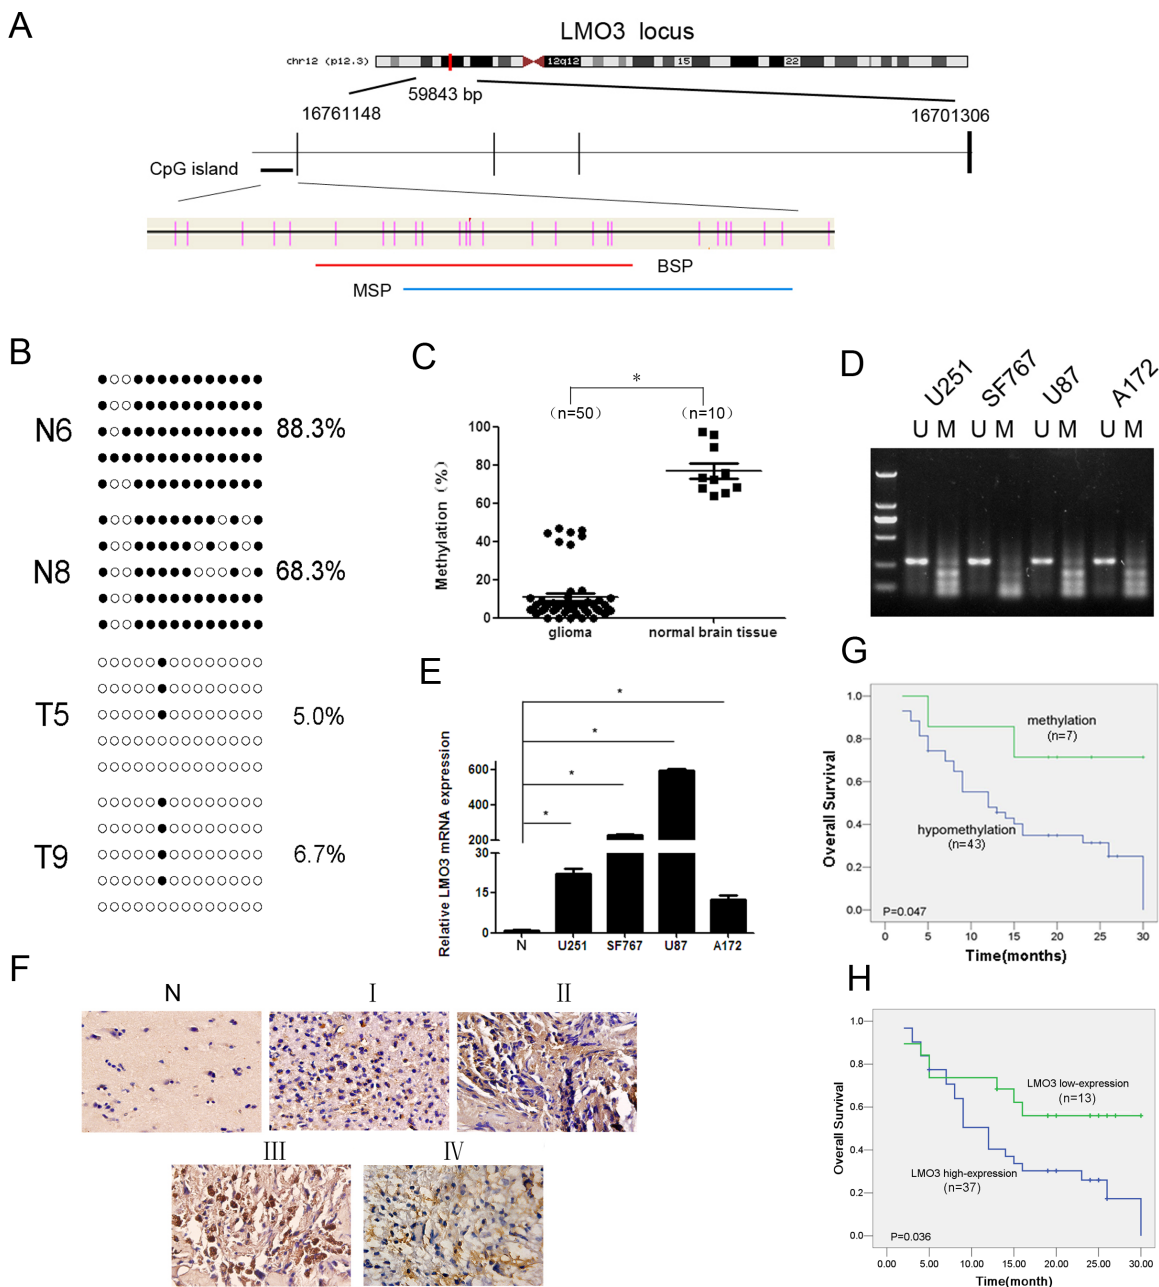 A
LMO3 locus
chr12 (p12.3)
12q12
15
22
59843 bp
16761148
16701306
CpG island
BSP
MSP
B
N6
88.3%
N8
68.3%
T5
5.0%
T9
6.7%
C
*
(n=50)
(n=10)
Methylation (%)
100
80
60
40
20
0
glioma
normal brain tissue
D
U251
SF767
U87
A172
U M U M U M U M
E
*
*
*
*
Relative LMO3 mRNA expression
600
400
200
30
15
0
N
U251
SF767
U87
A172
F
N
I
II
III
IV
G
Overall Survival
1.0
0.8
0.6
0.4
0.2
0.0
methylation
(n=7)
hypomethylation
(n=43)
P=0.047
0 5 10 15 20 25 30
Time(months)
H
Overall Survival
1.0
0.8
0.6
0.4
0.2
0.0
LMO3 low-expression
(n=13)
LMO3 high-expression
(n=37)
P=0.036
0.00 5.00 10.00 15.00 20.00 25.00 30.00
Time(month)